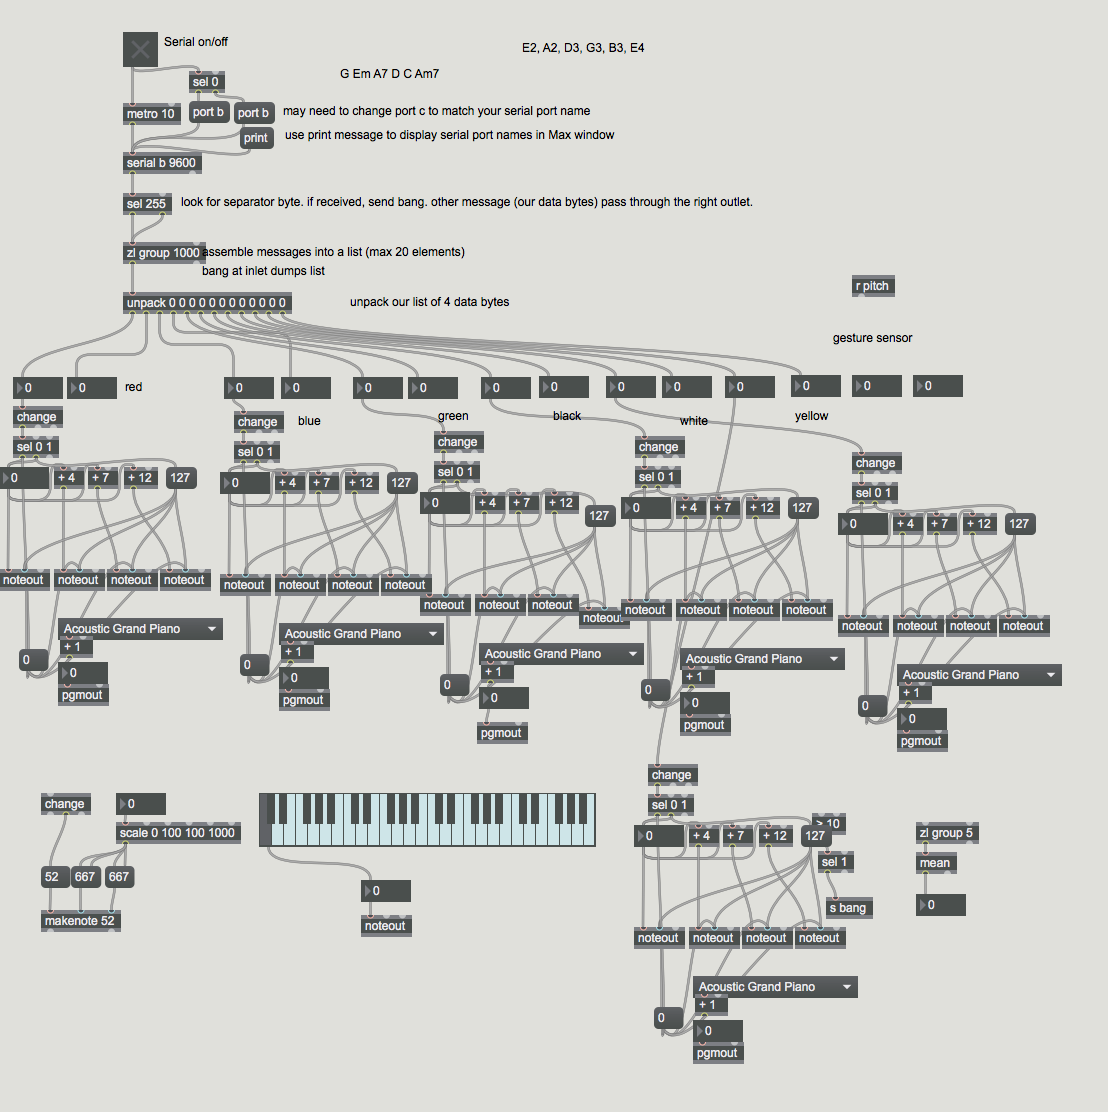 Serial on/off
E2, A2, D3, G3, B3, E4
G Em A7 D C Am7
sel 0
metro 10
port b
port b
may need to change port c to match your serial port name
print
use print message to display serial port names in Max window
serial b 9600
sel 255
look for separator byte. if received, send bang. other message (our data bytes) pass through the right outlet.
zl group 1000
assemble messages into a list (max 20 elements)
bang at inlet dumps list
r pitch
unpack 0 0 0 0 0 0 0 0 0 0 0 0
unpack our list of 4 data bytes
gesture sensor
0 0 red 0 0 0 0 0 0 0 0 0 0 0 0
change blue green black white yellow
change
change
change
change
sel 0 1
sel 0 1
sel 0 1
sel 0 1
sel 0 1
0 + 4 + 7 + 12 127
0 + 4 + 7 + 12 127
0 + 4 + 7 + 12 127
0 + 4 + 7 + 12 127
0 + 4 + 7 + 12 127
noteout noteout noteout noteout
noteout noteout noteout noteout
noteout noteout noteout noteout
noteout noteout noteout noteout
noteout noteout noteout noteout
Acoustic Grand Piano
+ 1
0
0
pgmout
Acoustic Grand Piano
+ 1
0
0
pgmout
Acoustic Grand Piano
+ 1
0
0
pgmout
Acoustic Grand Piano
+ 1
0
0
pgmout
Acoustic Grand Piano
+ 1
0
0
pgmout
change
sel 0 1
0 + 4 + 7 + 12 127
> 10
sel 1
s bang
noteout noteout noteout noteout
Acoustic Grand Piano
+ 1
0
0
pgmout
change
0
scale 0 100 100 1000
52 667 667
makenote 52
0
noteout
zl group 5
mean
0